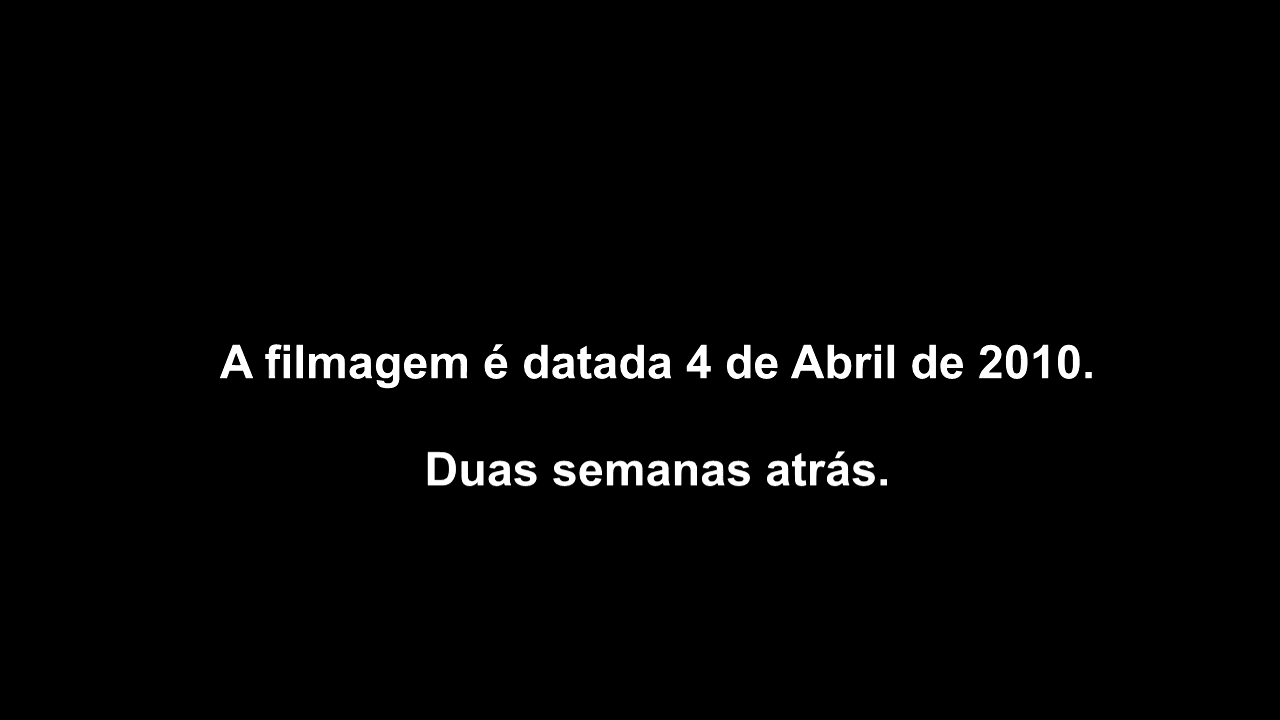 A filmagem é datada 4 de Abril de 2010.
Duas semanas atrás.